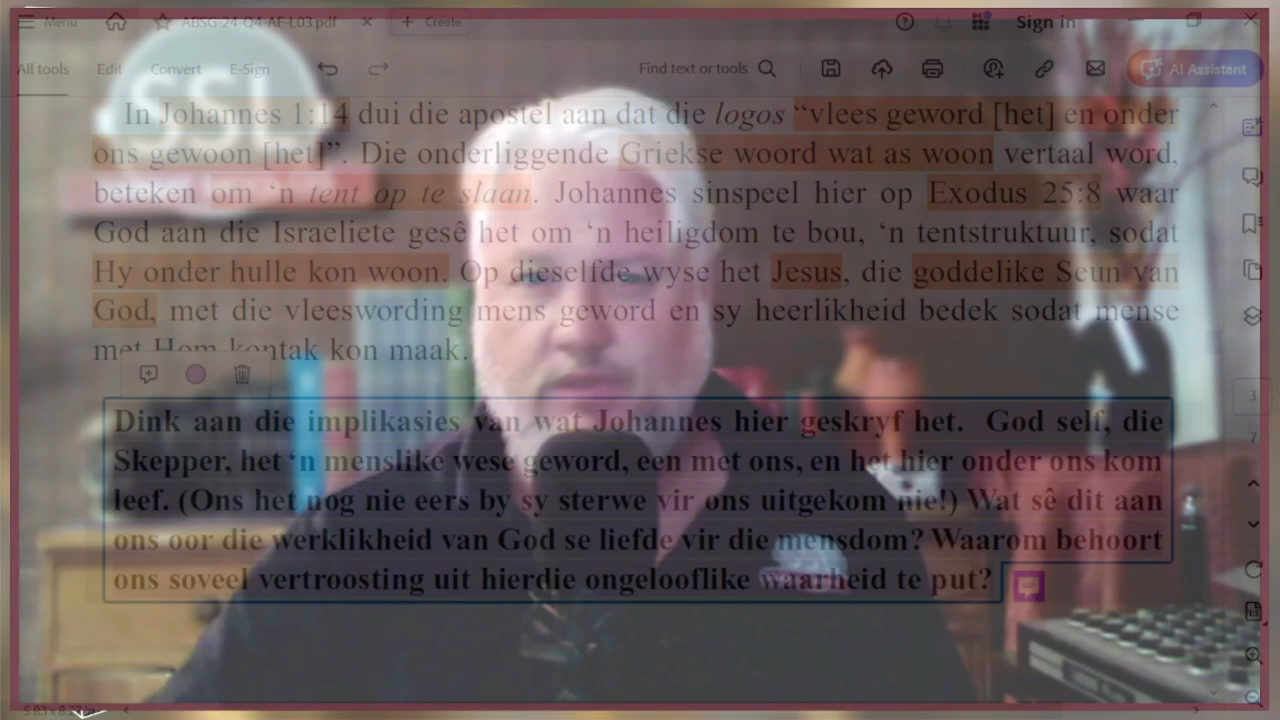 Menu ABSG-24-Q4-AF-L03.pdf Create Sign in
All tools Edit Convert E-Sign Find text or tools AI Assistant
SSL
In Johannes 1:14 dui die apostel aan dat die logos “vlees geword [het] en onder
ons gewoon [het]”. Die onderliggende Griekse woord wat as woon vertaal word,
beteken om ‘n tent op te slaan. Johannes sinspeel hier op Exodus 25:8 waar
God aan die Israeliete gesê het om ‘n heiligdom te bou, ‘n tentstruktuur, sodat
Hy onder hulle kon woon. Op dieselfde wyse het Jesus, die goddelike Seun van
God, met die vleeswording mens geword en sy heerlikheid bedek sodat mense
met Hom kontak kon maak.
Dink aan die implikasies van wat Johannes hier geskryf het. God self, die
Skepper, het ‘n menslike wese geword, een met ons, en het hier onder ons kom
leef. (Ons het nog nie eers by sy sterwe vir ons uitgekom nie!) Wat sê dit aan
ons oor die werklikheid van God se liefde vir die mensdom? Waarom behoort
ons soveel vertroosting uit hierdie ongelooflike waarheid te put?
3
7